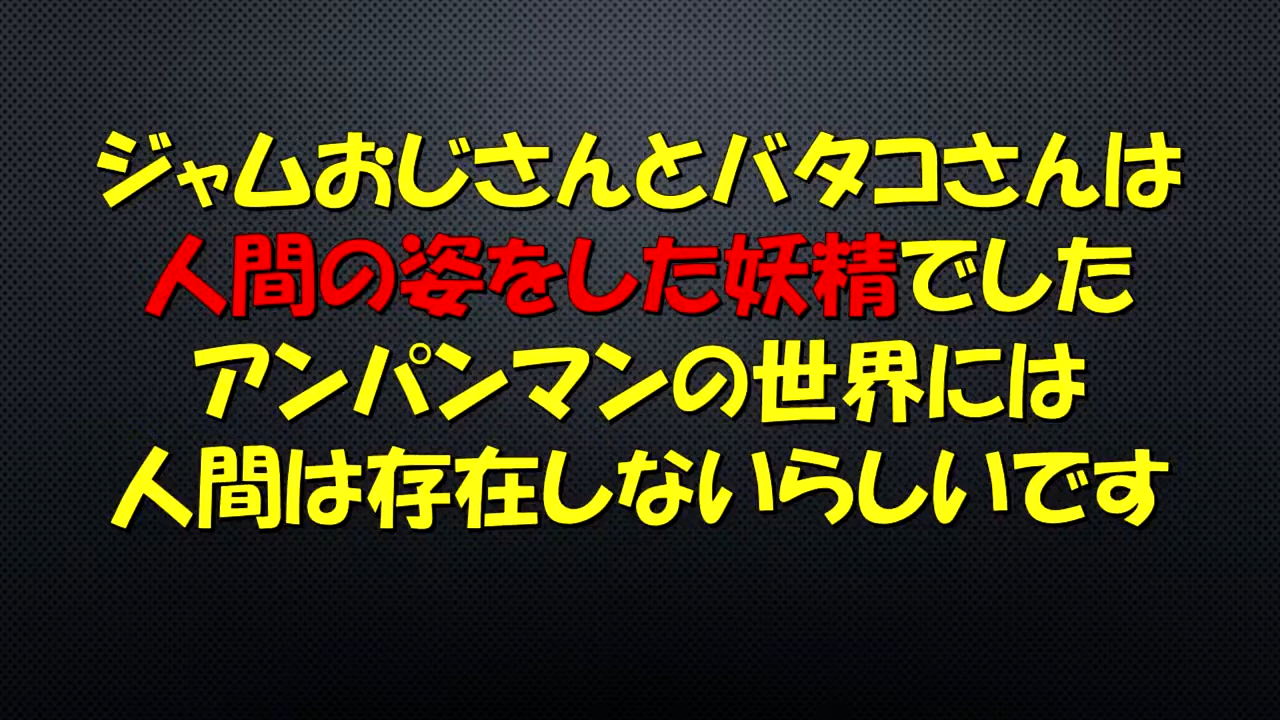 ジャムおじさんとバタコさんは
人間の姿をした妖精でした
アンパンマンの世界には
人間は存在しないらしいです